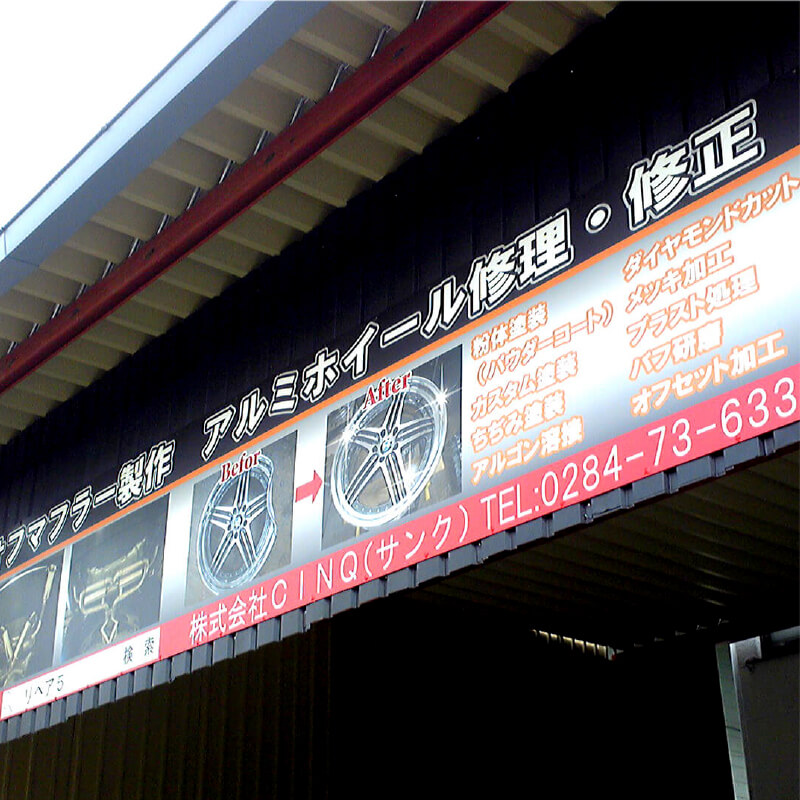 フマフラー製作 アルミホイール修理・修正
Befor
After
粉体塗装
(パウダーコート)
カスタム塗装
ちぢみ塗装
アルゴン溶接
ダイヤモンドカット
メッキ加工
ブラスト処理
バフ研磨
オフセット加工
株式会社CINQ(サンク) TEL:0284-73-633
リペア5 検索